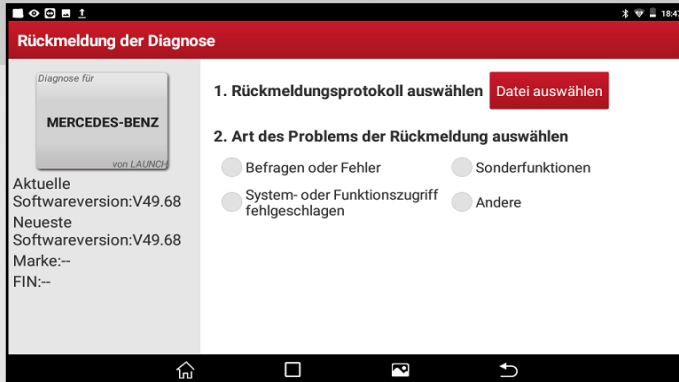 18:47
Rückmeldung der Diagnose
Diagnose für
MERCEDES-BENZ
von LAUNCH
Aktuelle
Softwareversion:V49.68
Neueste
Softwareversion:V49.68
Marke:--
FIN:--
1. Rückmeldungsprotokoll auswählen
Datei auswählen
2. Art des Problems der Rückmeldung auswählen
Befragen oder Fehler
Sonderfunktionen
System- oder Funktionszugriff
fehlgeschlagen
Andere